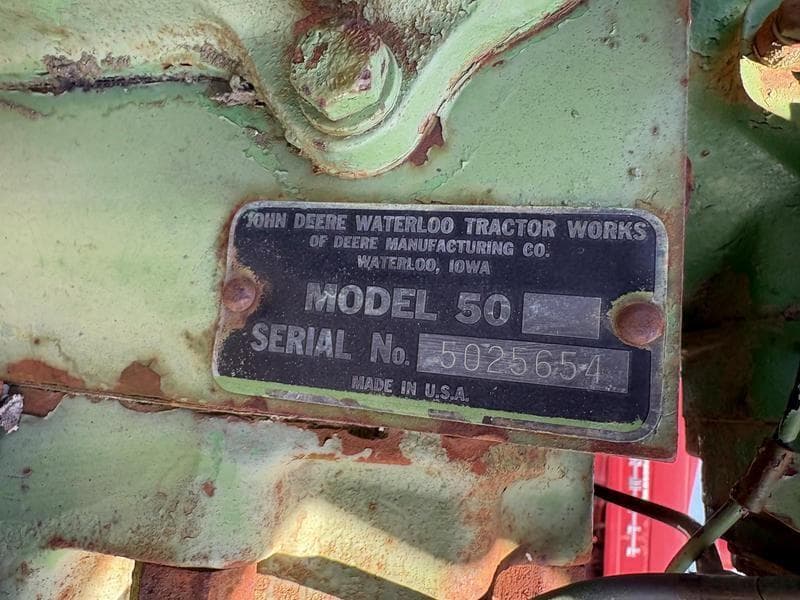 JOHN DEERE WATERLOO TRACTOR WORKS
OF DEERE MANUFACTURING CO.
WATERLOO, IOWA
MODEL 50
SERIAL No. 5025654
MADE IN U.S.A.